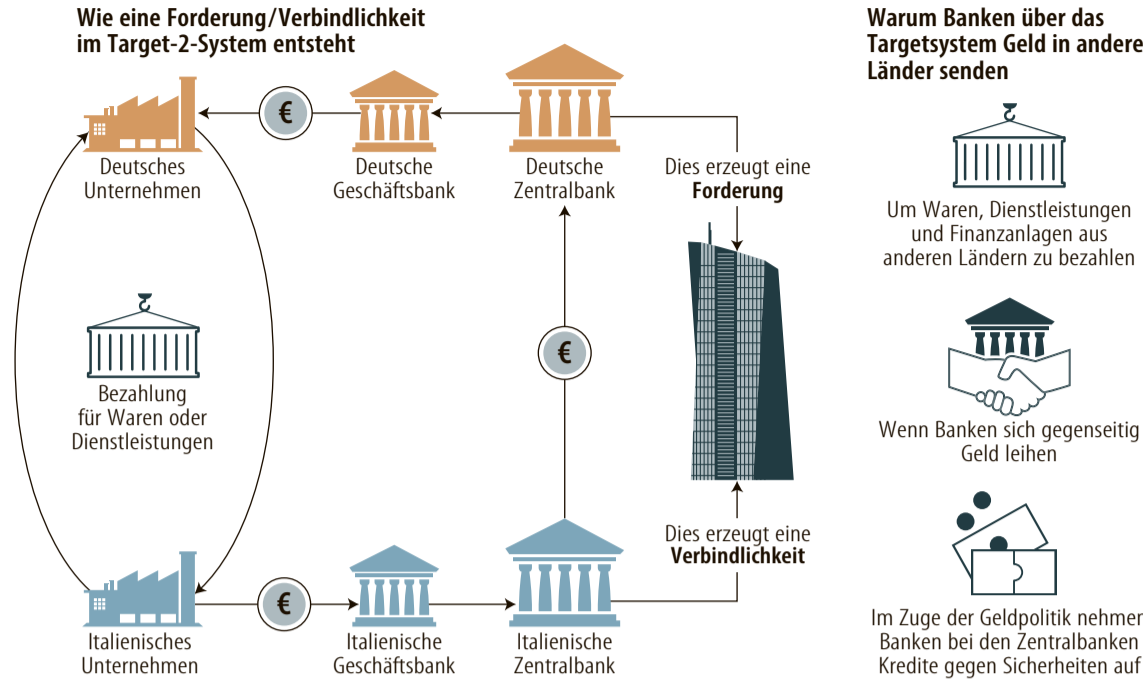 Wie eine Forderung/Verbindlichkeit
im Target-2-System entsteht
€
Deutsches
Unternehmen
Deutsche
Geschäftsbank
Deutsche
Zentralbank
Dies erzeugt eine
Forderung
Bezahlung
für Waren oder
Dienstleistungen
€
Dies erzeugt eine
Verbindlichkeit
€
Italienisches
Unternehmen
Italienische
Geschäftsbank
Italienische
Zentralbank
Warum Banken über das
Targetsystem Geld in andere
Länder senden
Um Waren, Dienstleistungen
und Finanzanlagen aus
anderen Ländern zu bezahlen
Wenn Banken sich gegenseitig
Geld leihen
Im Zuge der Geldpolitik nehmen
Banken bei den Zentralbanken
Kredite gegen Sicherheiten auf